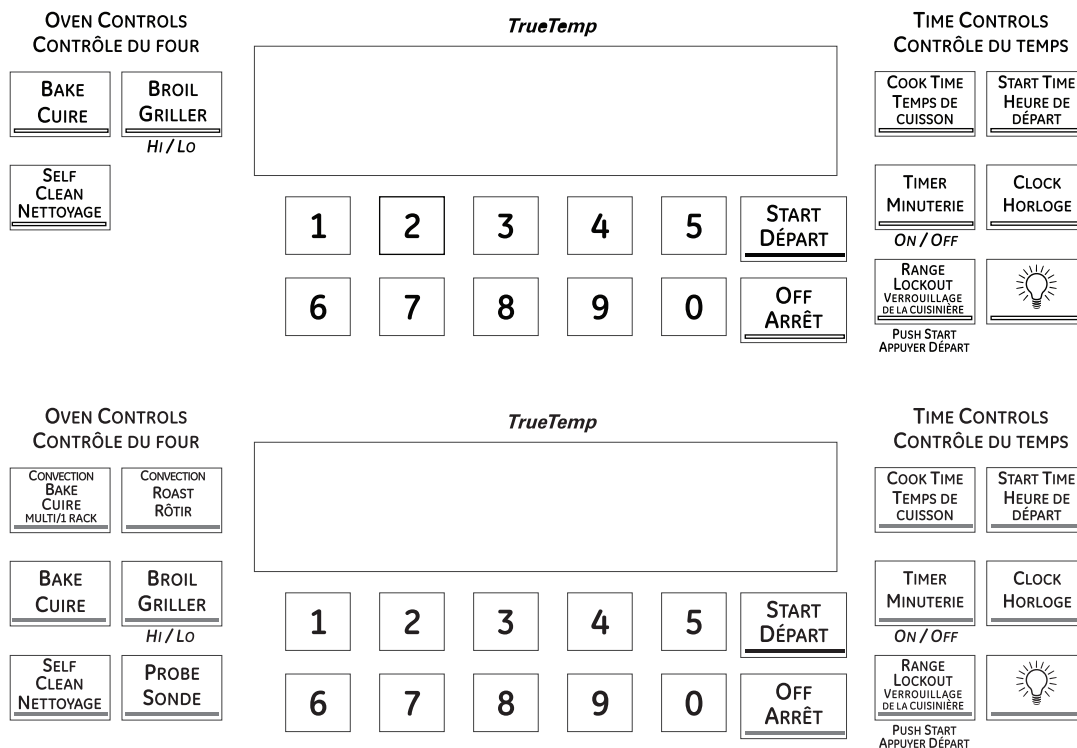 OVEN CONTROLS
CONTRÔLE DU FOUR
BAKE
CUIRE
BROIL
GRILLER
HI / LO
SELF
CLEAN
NETTOYAGE
TrueTemp
1 2 3 4 5
START
DÉPART
6 7 8 9 0
OFF
ARRÊT
TIME CONTROLS
CONTRÔLE DU TEMPS
COOK TIME
TEMPS DE
CUISSON
START TIME
HEURE DE
DÉPART
TIMER
MINUTERIE
ON / OFF
CLOCK
HORLOGE
RANGE
LOCKOUT
VERROUILLAGE
DE LA CUISINIÈRE
PUSH START
APPUYER DÉPART
OVEN CONTROLS
CONTRÔLE DU FOUR
CONVECTION
BAKE
CUIRE
MULTI/1 RACK
CONVECTION
ROAST
RÔTIR
BAKE
CUIRE
BROIL
GRILLER
HI / LO
SELF
CLEAN
NETTOYAGE
PROBE
SONDE
TrueTemp
1 2 3 4 5
START
DÉPART
6 7 8 9 0
OFF
ARRÊT
TIME CONTROLS
CONTRÔLE DU TEMPS
COOK TIME
TEMPS DE
CUISSON
START TIME
HEURE DE
DÉPART
TIMER
MINUTERIE
ON / OFF
CLOCK
HORLOGE
RANGE
LOCKOUT
VERROUILLAGE
DE LA CUISINIÈRE
PUSH START
APPUYER DÉPART